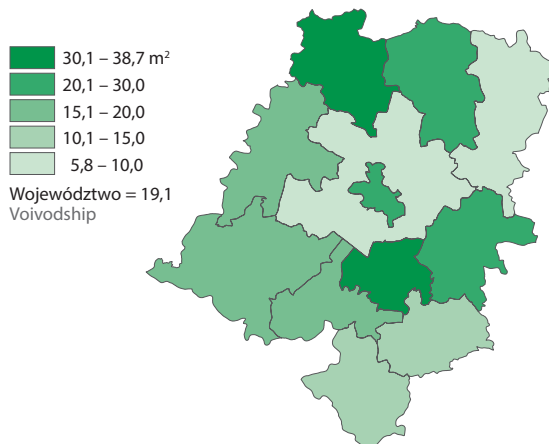 30,1 – 38,7 m²
20,1 – 30,0
15,1 – 20,0
10,1 – 15,0
5,8 – 10,0
Województwo = 19,1
Voivodship